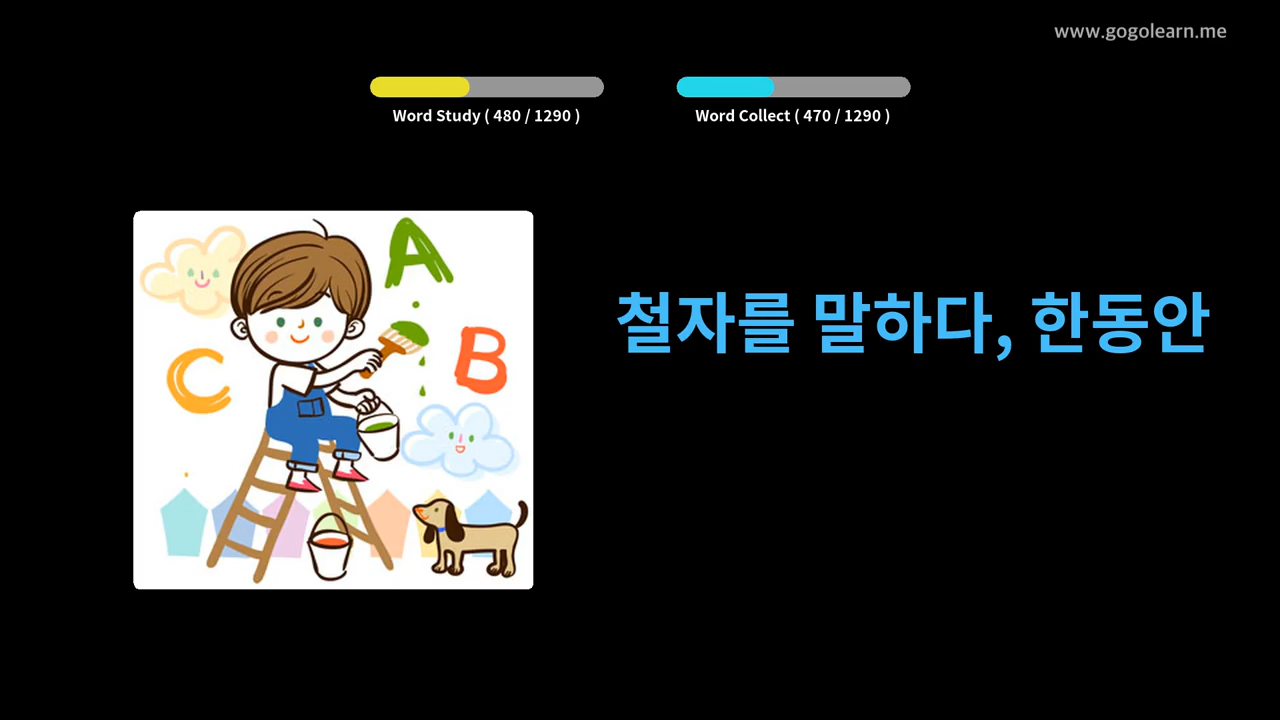 www.gogolearn.me
Word Study ( 480 / 1290 )
Word Collect ( 470 / 1290 )
A
B
C
철자를 말하다, 한동안